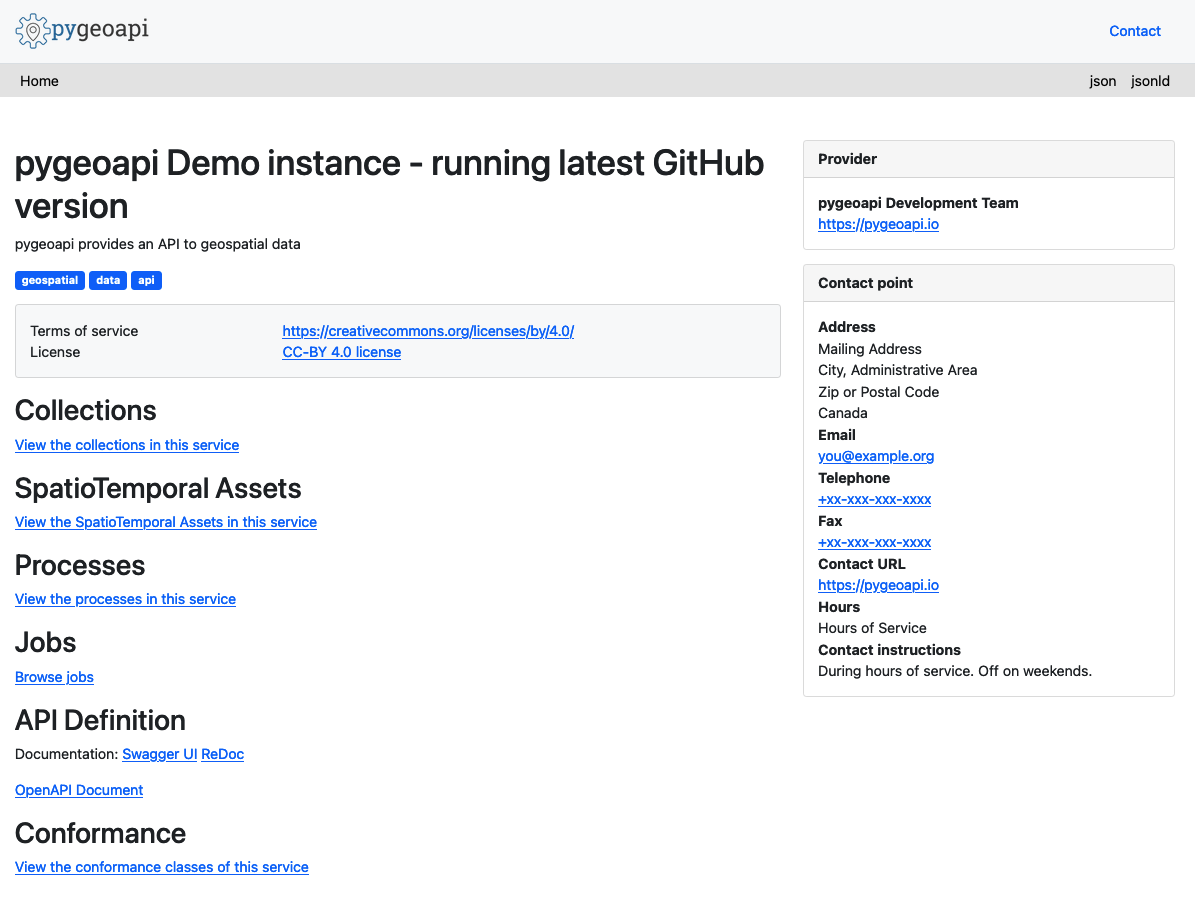 pygeoapi
Contact
Home
json jsonld
pygeoapi Demo instance - running latest GitHub
version
pygeoapi provides an API to geospatial data
geospatial data api
Terms of service https://creativecommons.org/licenses/by/4.0/
License CC-BY 4.0 license
Collections
View the collections in this service
SpatioTemporal Assets
View the SpatioTemporal Assets in this service
Processes
View the processes in this service
Jobs
Browse jobs
API Definition
Documentation: Swagger UI ReDoc
OpenAPI Document
Conformance
View the conformance classes of this service
Provider
pygeoapi Development Team
https://pygeoapi.io
Contact point
Address
Mailing Address
City, Administrative Area
Zip or Postal Code
Canada
Email
you@example.org
Telephone
+xx-xxx-xxx-xxxx
Fax
+xx-xxx-xxx-xxxx
Contact URL
https://pygeoapi.io
Hours
Hours of Service
Contact instructions
During hours of service. Off on weekends.